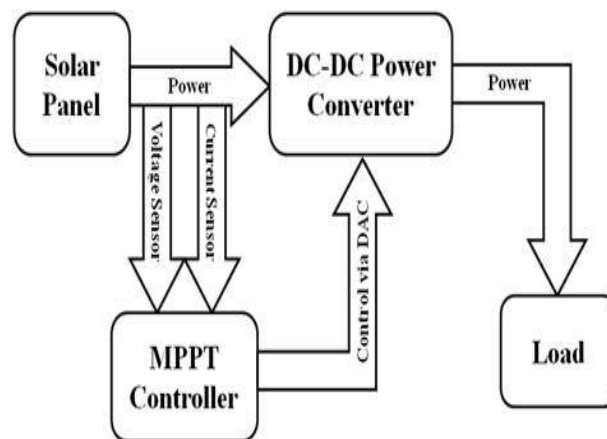 Solar
Panel
Power
DC-DC Power
Converter
Power
Voltage Sensor
Current Sensor
Control via DAC
MPPT
Controller
Load